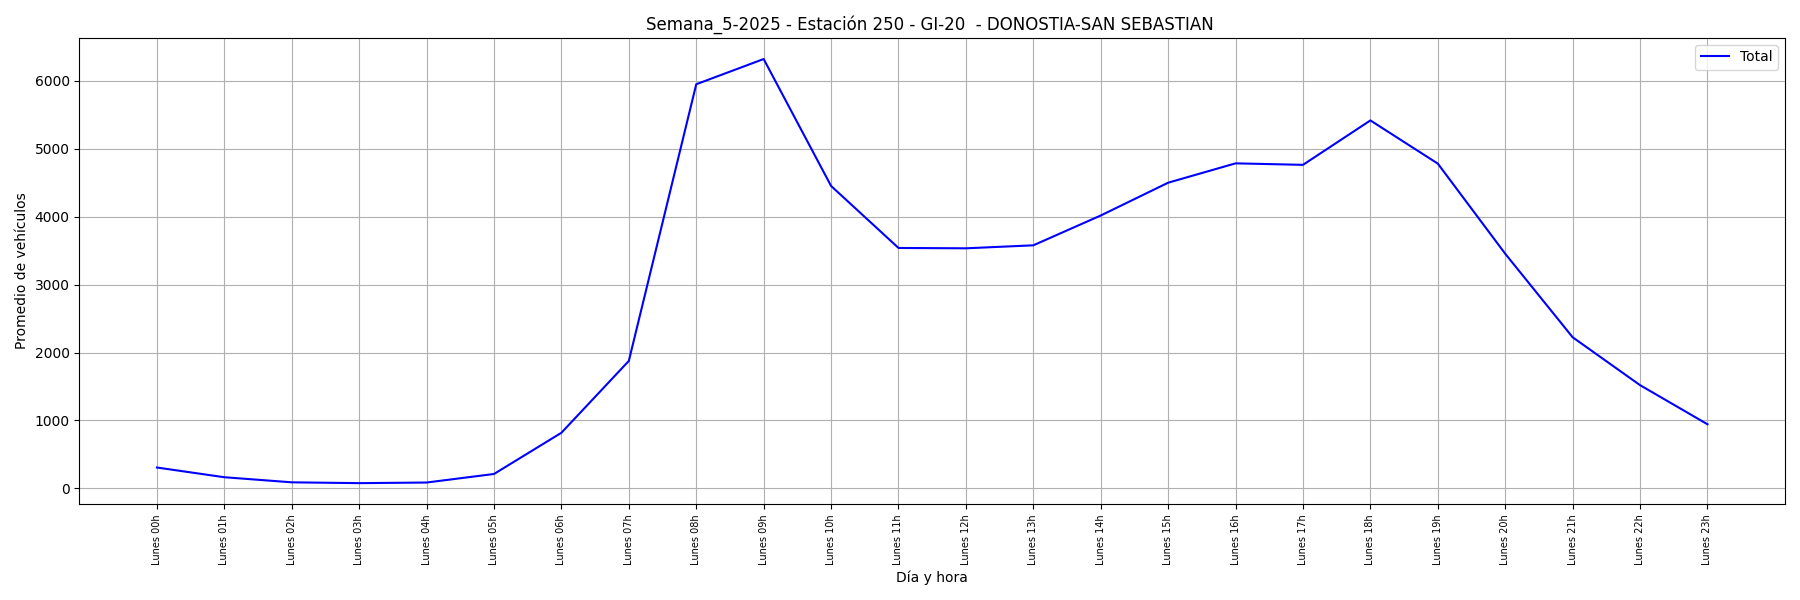 Semana_5-2025 - Estación 250 - GI-20  - DONOSTIA-SAN SEBASTIAN
Total
Promedio de vehículos
6000
5000
4000
3000
2000
1000
0
Lunes 00h
Lunes 01h
Lunes 02h
Lunes 03h
Lunes 04h
Lunes 05h
Lunes 06h
Lunes 07h
Lunes 08h
Lunes 09h
Lunes 10h
Lunes 11h
Lunes 12h
Lunes 13h
Lunes 14h
Lunes 15h
Lunes 16h
Lunes 17h
Lunes 18h
Lunes 19h
Lunes 20h
Lunes 21h
Lunes 22h
Lunes 23h
Día y hora